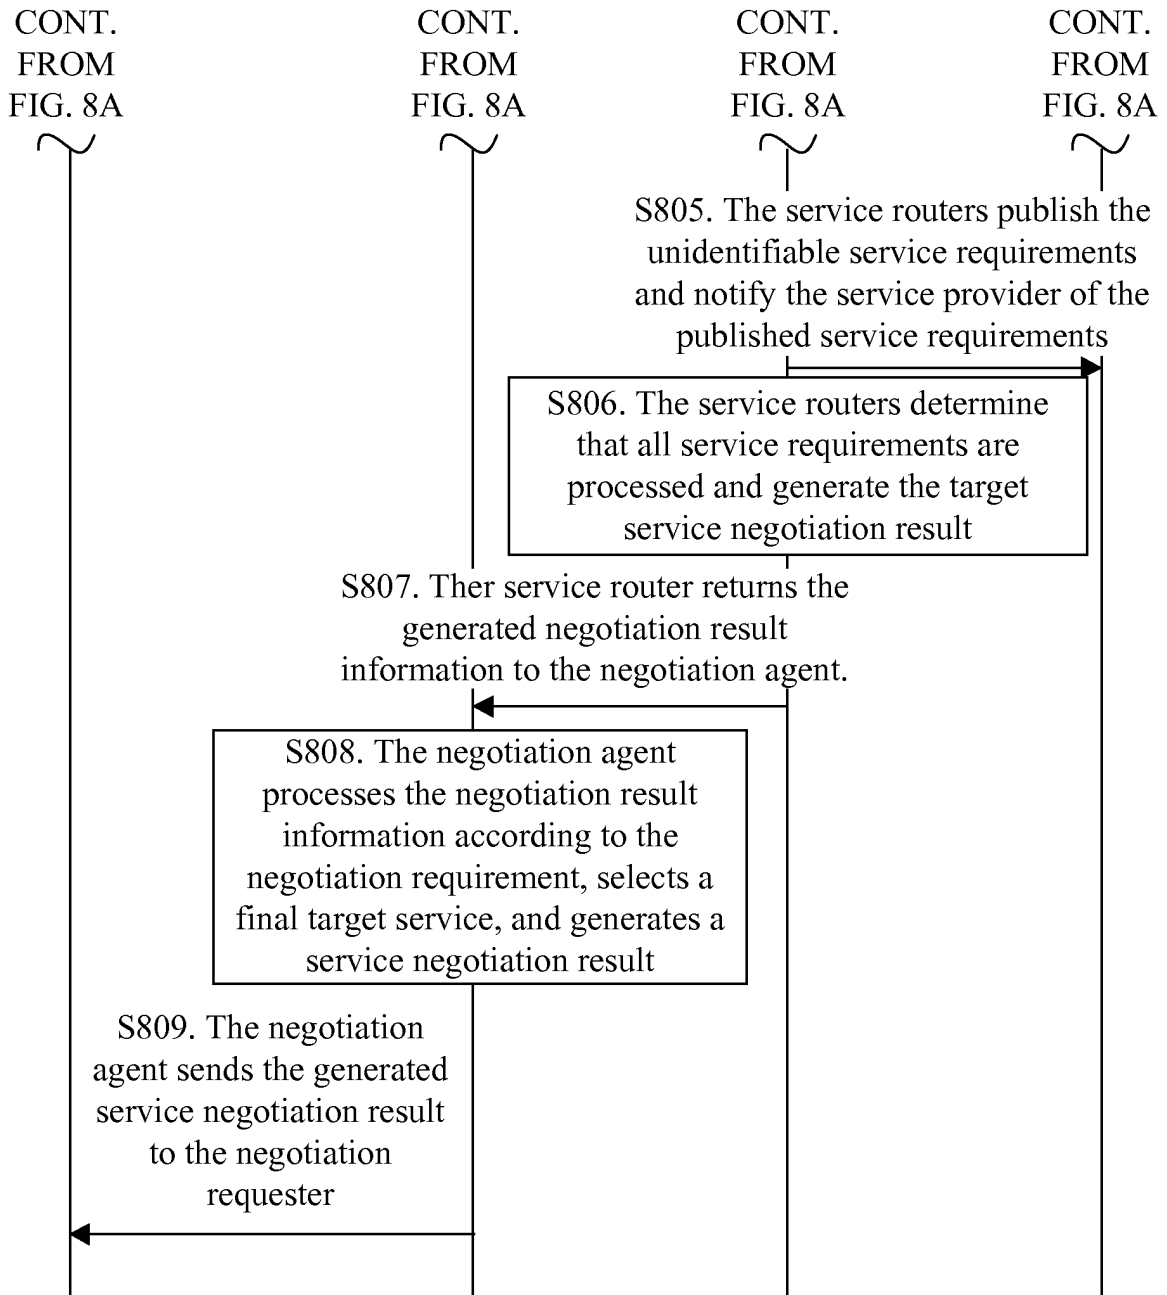 CONT.
FROM
FIG. 8A
CONT.
FROM
FIG. 8A
CONT.
FROM
FIG. 8A
CONT.
FROM
FIG. 8A
S805. The service routers publish the
unidentifiable service requirements
and notify the service provider of the
published service requirements
S806. The service routers determine
that all service requirements are
processed and generate the target
service negotiation result
S807. Ther service router returns the
generated negotiation result
information to the negotiation agent.
S808. The negotiation agent
processes the negotiation result
information according to the
negotiation requirement, selects a
final target service, and generates a
service negotiation result
S809. The negotiation
agent sends the generated
service negotiation result
to the negotiation
requester